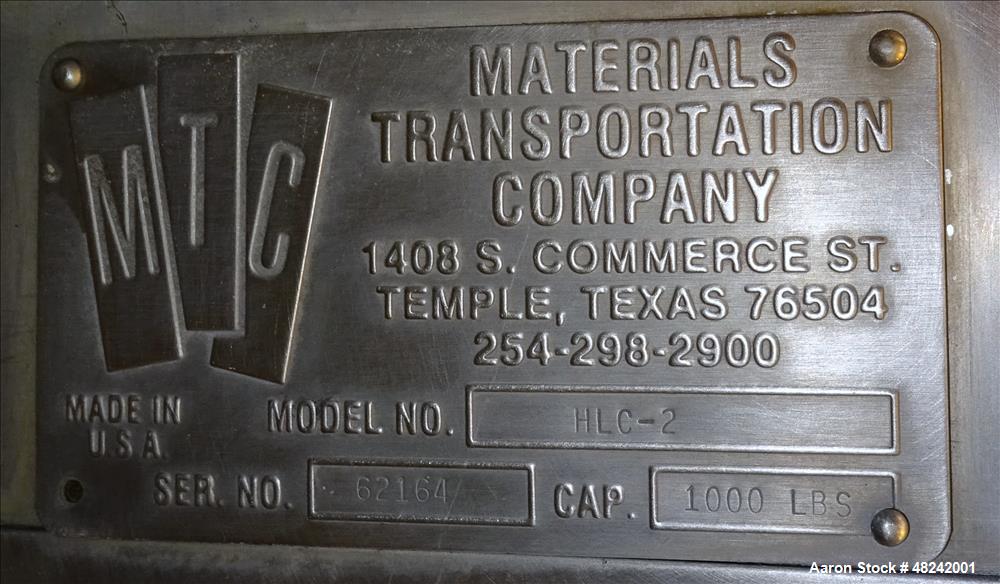 MTC
MATERIALS
TRANSPORTATION
COMPANY
1408 S. COMMERCE ST.
TEMPLE, TEXAS 76504
254-298-2900
MADE IN
U.S.A.
MODEL NO. HLC-2
SER. NO. 62164 CAP. 1000 LBS
Aaron Stock # 48242001